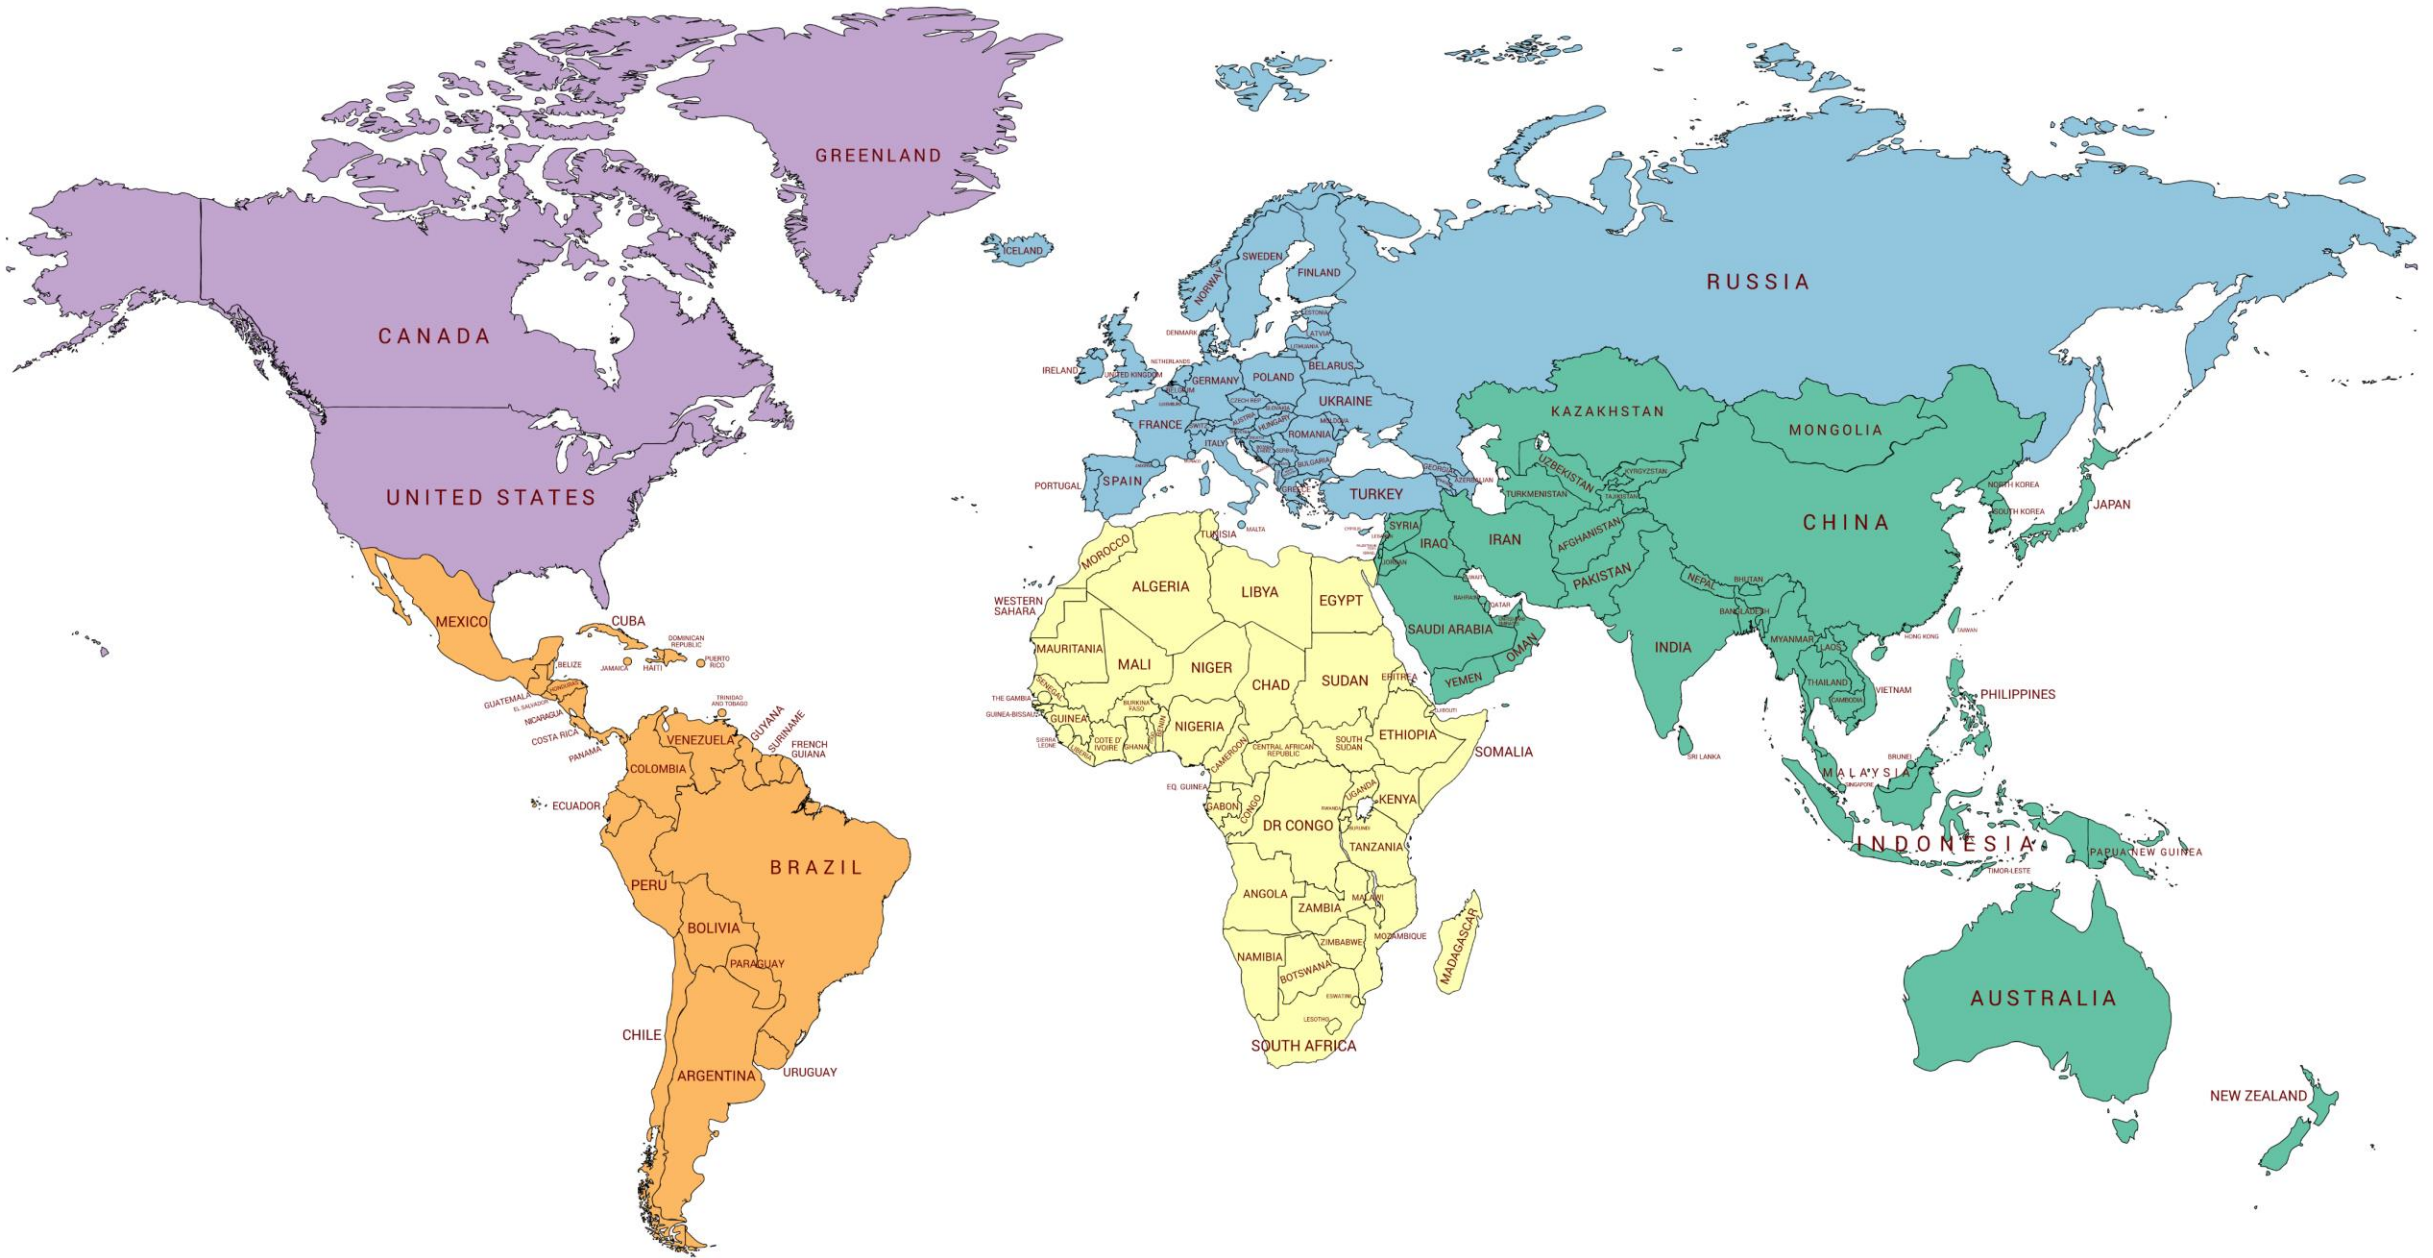 GREENLAND
CANADA
UNITED STATES
MEXICO
CUBA
DOMINICAN
REPUBLIC
PUERTO
RICO
JAMAICA
HAITI
BELIZE
GUATEMALA
HONDURAS
EL SALVADOR
NICARAGUA
COSTA RICA
PANAMA
TRINIDAD
AND TOBAGO
VENEZUELA
GUYANA
SURINAME
FRENCH
GUIANA
COLOMBIA
ECUADOR
BRAZIL
PERU
BOLIVIA
PARAGUAY
CHILE
ARGENTINA
URUGUAY
ICELAND
NORWAY
SWEDEN
FINLAND
ESTONIA
LATVIA
LITHUANIA
DENMARK
IRELAND
UNITED KINGDOM
NETHERLANDS
BELGIUM
GERMANY
POLAND
BELARUS
UKRAINE
CZECH REP.
SLOVAKIA
AUSTRIA
HUNGARY
MOLDOVA
FRANCE
SWITZ.
ITALY
ROMANIA
SERBIA
BULGARIA
PORTUGAL
SPAIN
GREECE
TURKEY
GEORGIA
AZERBAIJAN
MALTA
CYPRUS
RUSSIA
KAZAKHSTAN
MONGOLIA
UZBEKISTAN
KYRGYZSTAN
TURKMENISTAN
TAJIKISTAN
CHINA
NORTH KOREA
SOUTH KOREA
JAPAN
SYRIA
LEBANON
IRAQ
IRAN
JORDAN
KUWAIT
AFGHANISTAN
PAKISTAN
BAHRAIN
QATAR
SAUDI ARABIA
OMAN
YEMEN
NEPAL
BHUTAN
BANGLADESH
INDIA
SRI LANKA
MYANMAR
LAOS
THAILAND
CAMBODIA
VIETNAM
HONG KONG
TAIWAN
PHILIPPINES
BRUNEI
MALAYSIA
SINGAPORE
INDONESIA
PAPUA NEW GUINEA
TIMOR-LESTE
AUSTRALIA
NEW ZEALAND
MOROCCO
TUNISIA
ALGERIA
LIBYA
EGYPT
WESTERN
SAHARA
MAURITANIA
MALI
NIGER
CHAD
SUDAN
ERITREA
DJIBOUTI
SENEGAL
THE GAMBIA
GUINEA-BISSAU
GUINEA
SIERRA
LEONE
LIBERIA
COTE D'
IVOIRE
BURKINA
FASO
GHANA
TOGO
BENIN
NIGERIA
CAMEROON
CENTRAL AFRICAN
REPUBLIC
SOUTH
SUDAN
ETHIOPIA
SOMALIA
EQ. GUINEA
GABON
CONGO
DR CONGO
UGANDA
KENYA
RWANDA
BURUNDI
TANZANIA
ANGOLA
ZAMBIA
MALAWI
MOZAMBIQUE
MADAGASCAR
ZIMBABWE
NAMIBIA
BOTSWANA
ESWATINI
LESOTHO
SOUTH AFRICA